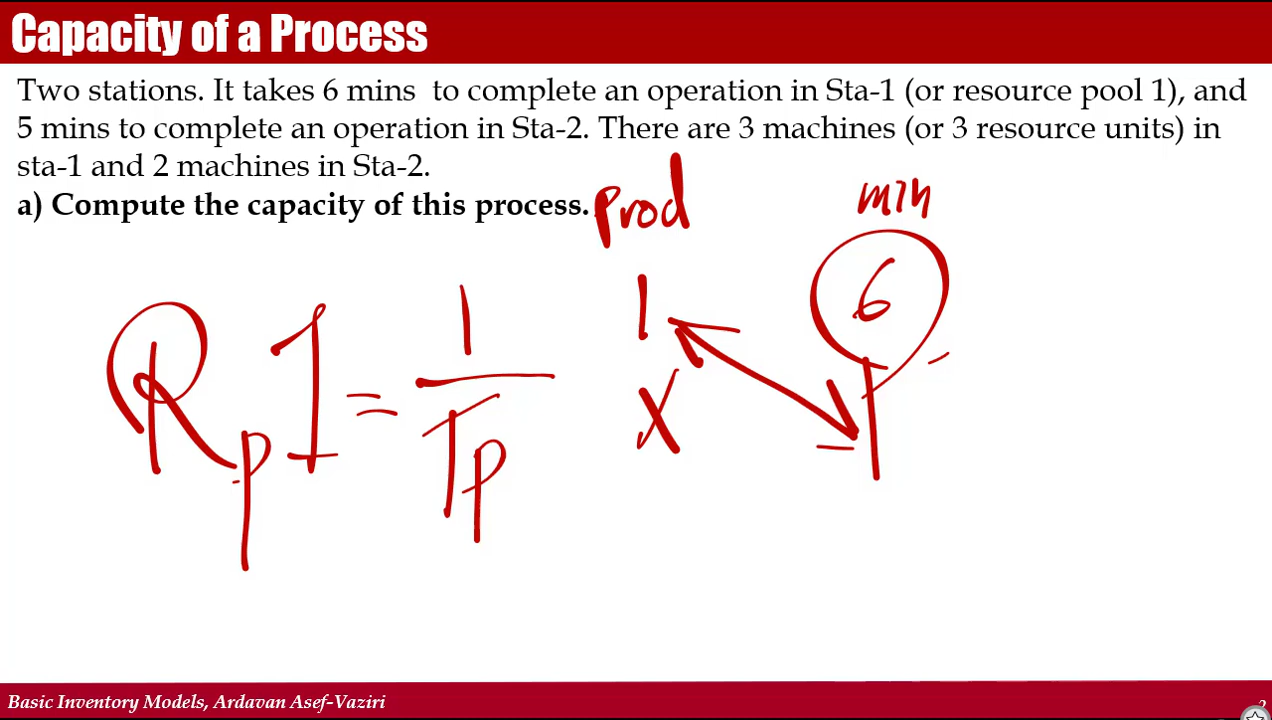 Capacity of a Process
Two stations. It takes 6 mins to complete an operation in Sta-1 (or resource pool 1), and
5 mins to complete an operation in Sta-2. There are 3 machines (or 3 resource units) in
sta-1 and 2 machines in Sta-2.
a) Compute the capacity of this process.
Prod min
1 6
Rp1 = 1/Tp
X 1
Basic Inventory Models, Ardavan Asef-Vaziri
2